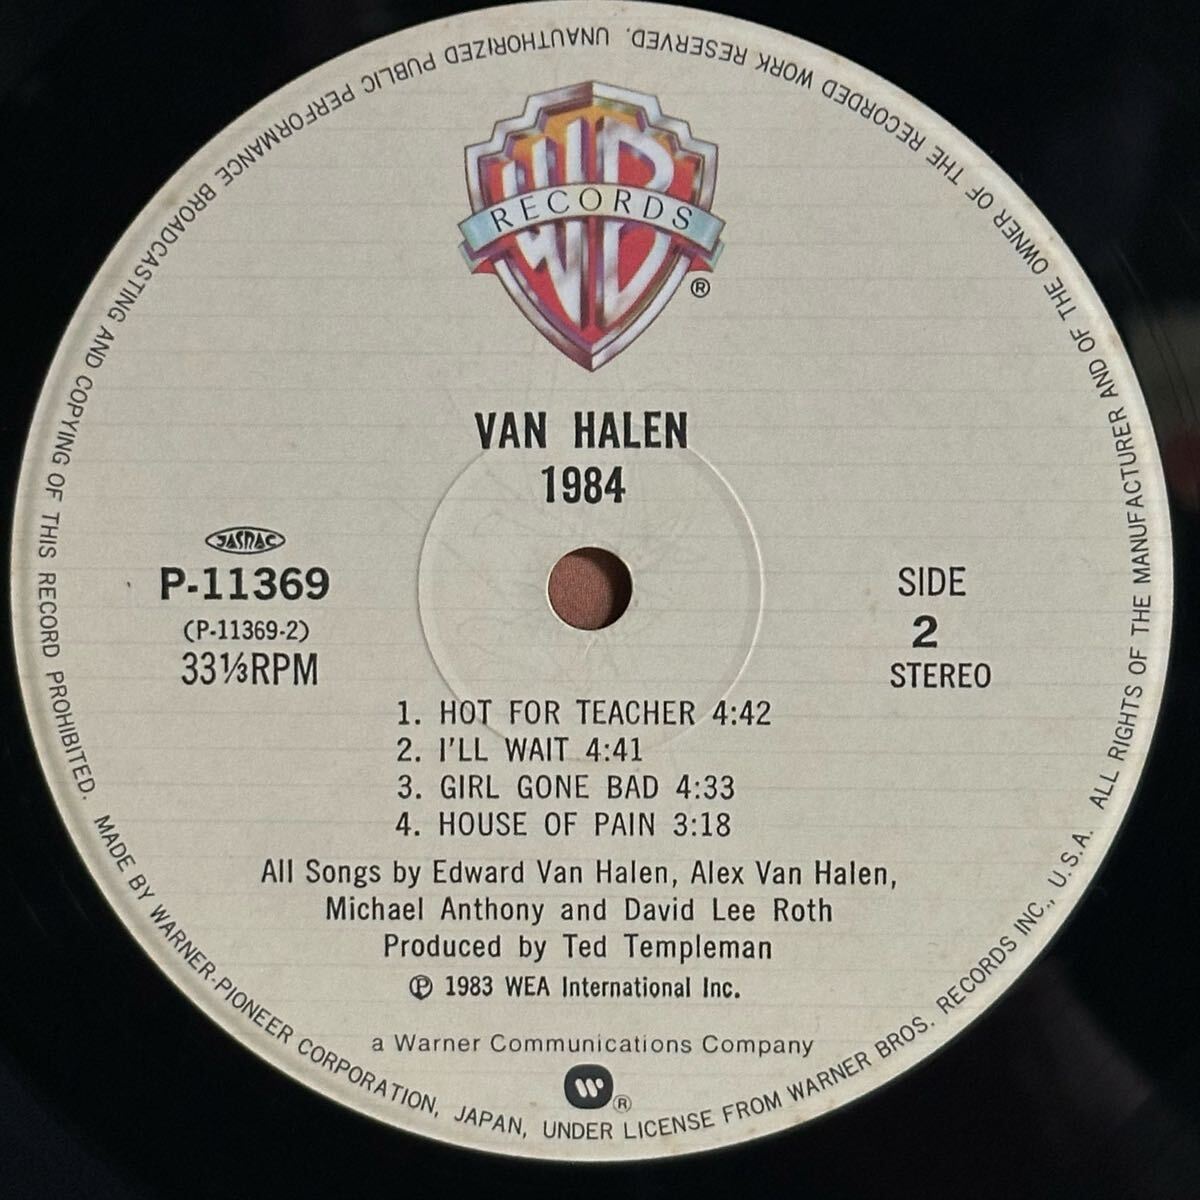 WB
RECORDS
®
VAN HALEN
1984
JASRAC
P-11369
(P-11369-2)
33⅓RPM
SIDE
2
STEREO
1. HOT FOR TEACHER 4:42
2. I'LL WAIT 4:41
3. GIRL GONE BAD 4:33
4. HOUSE OF PAIN 3:18
All Songs by Edward Van Halen, Alex Van Halen,
Michael Anthony and David Lee Roth
Produced by Ted Templeman
℗ 1983 WEA International Inc.
a Warner Communications Company
W®
MADE BY WARNER-PIONEER CORPORATION, JAPAN, UNDER LICENSE FROM WARNER BROS. RECORDS INC., U.S.A. ALL RIGHTS OF THE MANUFACTURER AND OF THE OWNER OF THE RECORDED WORK RESERVED. UNAUTHORIZED PUBLIC PERFORMANCE BROADCASTING AND COPYING OF THIS RECORD PROHIBITED.